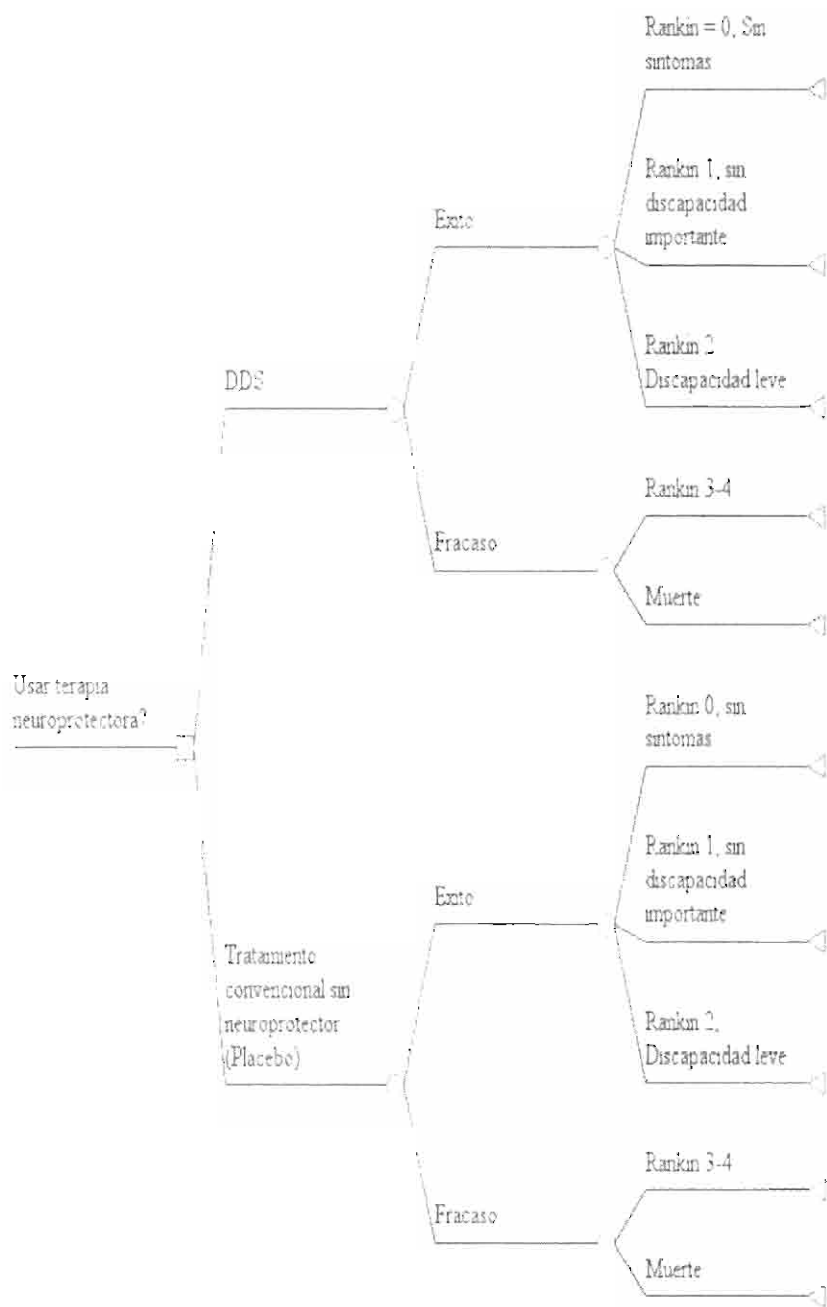 Rankin = 0, Sin
sintomas
Rankin 1, sin
discapacidad
importante
Exito
Rankin 2
Discapacidad leve
DDS
Rankin 3-4
Fracaso
Muerte
Usar terapia
neuroprotectora?
Rankin 0, sin
sintomas
Rankin 1, sin
discapacidad
importante
Exito
Tratamiento
convencional sin
neuroprotector
(Placebo)
Rankin 2,
Discapacidad leve
Rankin 3-4
Fracaso
Muerte